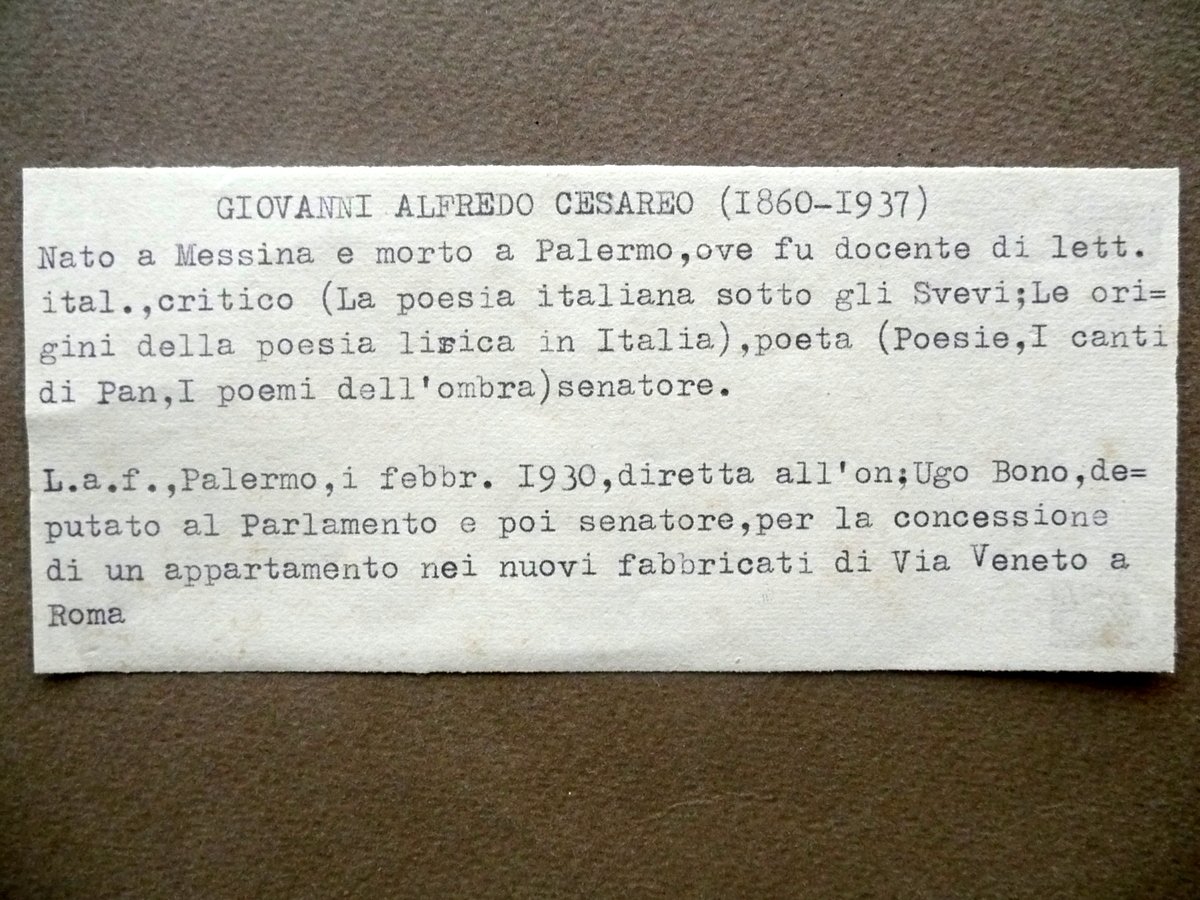 GIOVANNI ALFREDO CESAREO (I860-I937)
Nato a Messina e morto a Palermo,ove fu docente di lett.
ital.,critico (La poesia italiana sotto gli Svevi;Le ori=
gini della poesia lirica in Italia),poeta (Poesie,I canti
di Pan,I poemi dell'ombra)senatore.
L.a.f.,Palermo,i febbr. I930,diretta all'on;Ugo Bono,de=
putato al Parlamento e poi senatore,per la concessione
di un appartamento nei nuovi fabbricati di Via Veneto a
Roma